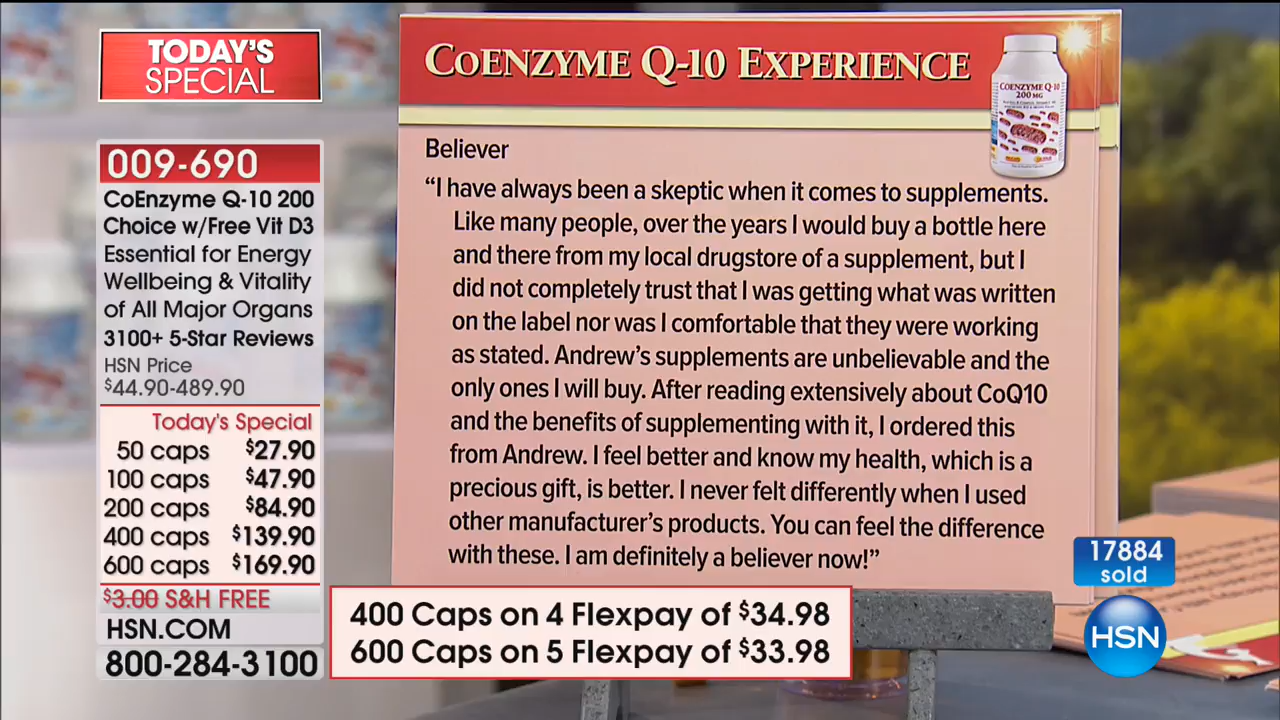 TODAY'S
SPECIAL
009-690
CoEnzyme Q-10 200
Choice w/Free Vit D3
Essential for Energy
Wellbeing & Vitality
of All Major Organs
3100+ 5-Star Reviews
HSN Price
$44.90-489.90
Today's Special
50 caps $27.90
100 caps $47.90
200 caps $84.90
400 caps $139.90
600 caps $169.90
$3.00 S&H FREE
HSN.COM
800-284-3100
COENZYME Q-10 EXPERIENCE
COENZYME Q-10
200 MG
Believer
“I have always been a skeptic when it comes to supplements.
Like many people, over the years I would buy a bottle here
and there from my local drugstore of a supplement, but I
did not completely trust that I was getting what was written
on the label nor was I comfortable that they were working
as stated. Andrew’s supplements are unbelievable and the
only ones I will buy. After reading extensively about CoQ10
and the benefits of supplementing with it, I ordered this
from Andrew. I feel better and know my health, which is a
precious gift, is better. I never felt differently when I used
other manufacturer’s products. You can feel the difference
with these. I am definitely a believer now!”
400 Caps on 4 Flexpay of $34.98
600 Caps on 5 Flexpay of $33.98
17884
sold
HSN